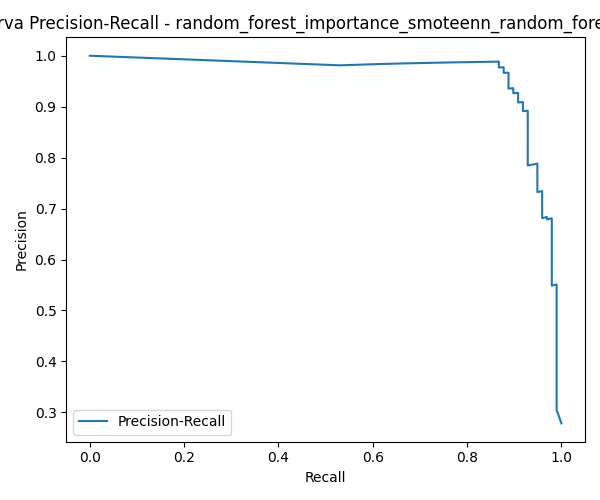 rva Precision-Recall - random_forest_importance_smoteenn_random_fore
1.0
0.9
0.8
0.7
0.6
0.5
0.4
0.3
Precision
Precision-Recall
0.0 0.2 0.4 0.6 0.8 1.0
Recall